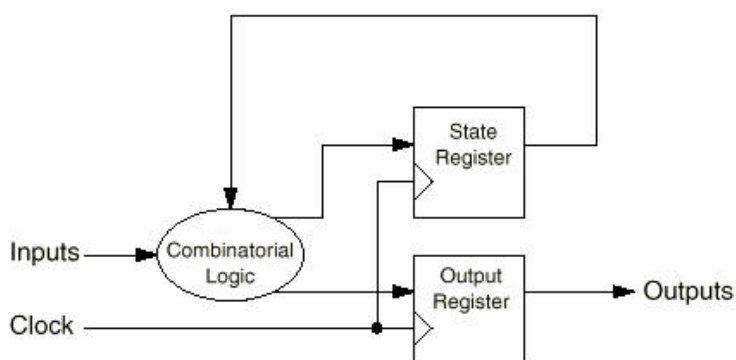 State
Register
Inputs
Combinatorial
Logic
Output
Register
Outputs
Clock